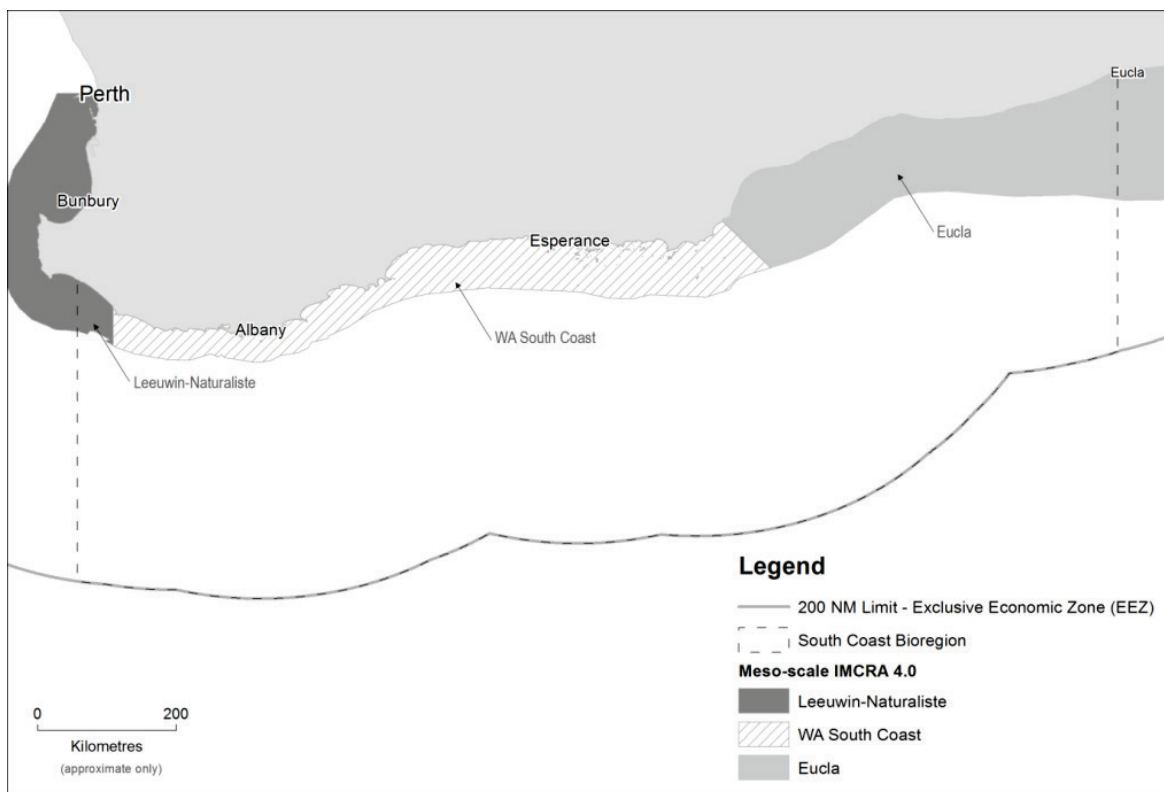 Perth
Eucla
Bunbury
Esperance
Eucla
Albany
WA South Coast
Leeuwin-Naturaliste
Legend
200 NM Limit - Exclusive Economic Zone (EEZ)
South Coast Bioregion
Meso-scale IMCRA 4.0
Leeuwin-Naturaliste
WA South Coast
Eucla
0 200
Kilometres
(approximate only)